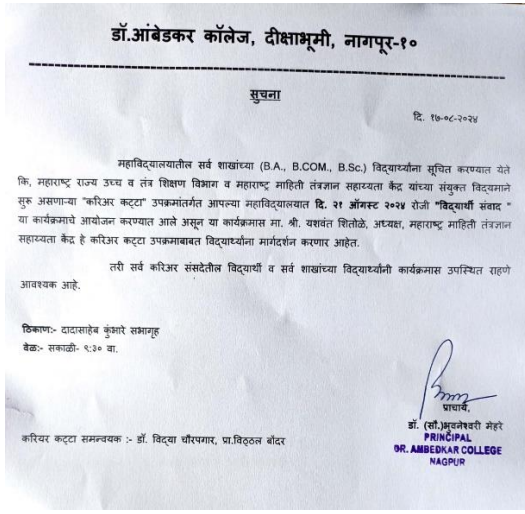 डॉ.आंबेडकर कॉलेज, दीक्षाभूमी, नागपूर-१०
सुचना
दि. १७-०८-२०२४
महाविद्यालयातील सर्व शाखांच्या (B.A., B.COM., B.Sc.) विद्यार्थ्यांना सूचित करण्यात येते
कि, महाराष्ट्र राज्य उच्च व तंत्र शिक्षण विभाग व महाराष्ट्र माहिती तंत्रज्ञान सहाय्यता केंद्र यांच्या संयुक्त विद्यमाने
सुरू असणाऱ्या "करिअर कट्टा" उपक्रमांतर्गत आपल्या महाविद्यालयात दि. २१ ऑगस्ट २०२४ रोजी "विद्यार्थी संवाद "
या कार्यक्रमाचे आयोजन करण्यात आले असून या कार्यक्रमास मा. श्री. यशवंत शितोळे, अध्यक्ष, महाराष्ट्र माहिती तंत्रज्ञान
सहाय्यता केंद्र हे करिअर कट्टा उपक्रमाबाबत विद्यार्थ्यांना मार्गदर्शन करणार आहेत.
तरी सर्व करिअर संसदेतील विद्यार्थी व सर्व शाखांच्या विद्यार्थ्यांनी कार्यक्रमास उपस्थित राहणे
आवश्यक आहे.
ठिकाण:- दादासाहेब कुंभारे सभागृह
वेळ:- सकाळी- ९:३० वा.
प्राचार्य,
डॉ. (सौ.)भुवनेश्वरी मेहरे
PRINCIPAL
DR. AMBEDKAR COLLEGE
NAGPUR
करियर कट्टा समन्वयक :- डॉ. विद्या चौरपगार, प्रा.विठ्ठल बोंदर